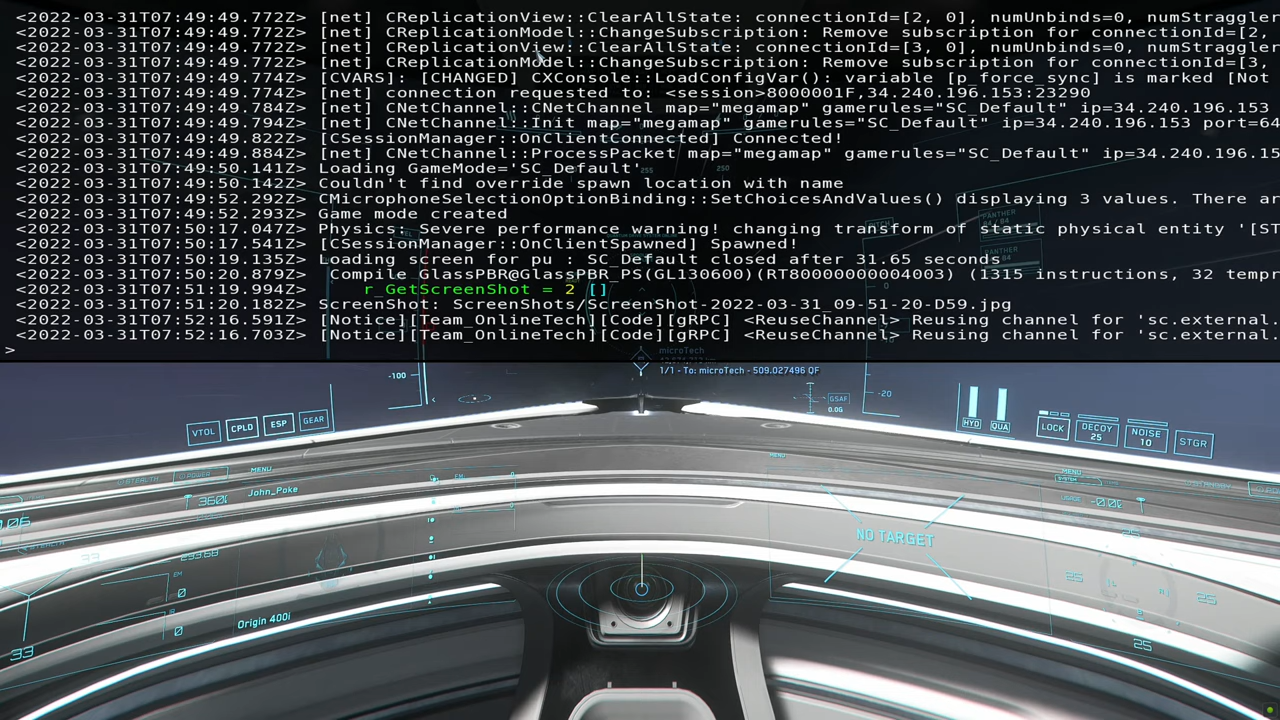 <2022-03-31T07:49:49.772Z> [net] CReplicationView::ClearAllState: connectionId=[2, 0], numUnbinds=0, numStraggler
<2022-03-31T07:49:49.772Z> [net] CReplicationModel::ChangeSubscription: Remove subscription for connectionId=[2,
<2022-03-31T07:49:49.772Z> [net] CReplicationView::ClearAllState: connectionId=[3, 0], numUnbinds=0, numStraggler
<2022-03-31T07:49:49.772Z> [net] CReplicationModel::ChangeSubscription: Remove subscription for connectionId=[3,
<2022-03-31T07:49:49.774Z> [CVARS]: [CHANGED] CXConsole::LoadConfigVar(): variable [p_force_sync] is marked [Not
<2022-03-31T07:49:49.774Z> [net] connection requested to: <session>8000001F,34.240.196.153:23290
<2022-03-31T07:49:49.784Z> [net] CNetChannel::CNetChannel map="megamap" gamerules="SC_Default" ip=34.240.196.153
<2022-03-31T07:49:49.794Z> [net] CNetChannel::Init map="megamap" gamerules="SC_Default" ip=34.240.196.153 port=64
<2022-03-31T07:49:49.822Z> [CSessionManager::OnClientConnected] Connected!
<2022-03-31T07:49:49.884Z> [net] CNetChannel::ProcessPacket map="megamap" gamerules="SC_Default" ip=34.240.196.15
<2022-03-31T07:49:50.141Z> Loading GameMode='SC_Default'
<2022-03-31T07:49:50.142Z> Couldn't find override spawn location with name
<2022-03-31T07:49:52.292Z> CMicrophoneSelectionOptionBinding::SetChoicesAndValues() displaying 3 values. There ar
<2022-03-31T07:49:52.293Z> Game mode created
<2022-03-31T07:50:17.047Z> Physics: Severe performance warning! changing transform of static physical entity '[ST
<2022-03-31T07:50:17.541Z> [CSessionManager::OnClientSpawned] Spawned!
<2022-03-31T07:50:19.135Z> Loading screen for pu : SC_Default closed after 31.65 seconds
<2022-03-31T07:50:20.879Z> Compile GlassPBR@GlassPBR_PS(GL130600)(RT80000000004003) (1315 instructions, 32 tempr
<2022-03-31T07:51:19.994Z> r_GetScreenShot = 2 []
<2022-03-31T07:51:20.182Z> ScreenShot: ScreenShots/ScreenShot-2022-03-31_09-51-20-D59.jpg
<2022-03-31T07:52:16.591Z> [Notice][Team_OnlineTech][Code][gRPC] <ReuseChannel> Reusing channel for 'sc.external.
<2022-03-31T07:52:16.703Z> [Notice][Team_OnlineTech][Code][gRPC] <ReuseChannel> Reusing channel for 'sc.external.
>
microTech
1/1 - To: microTech - 509.027496 QF
-100
-20
GSAF
0.0G
VTOL CPLD ESP GEAR
HYD QUA
LOCK DECOY 25 NOISE 10 STGR
MENU
John_Poke
360
NO TARGET
MENU
Origin 400i
33
25
25
25
25